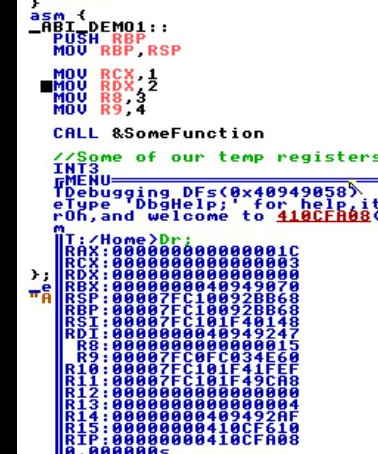 }
asm {
_ABI_DEMO1::
PUSH RBP
MOV RBP,RSP
MOV RCX,1
MOV RDX,2
MOV R8,3
MOV R9,4
CALL &SomeFunction
//Some of our temp registers
INT3
MENU
TDebugging DFs(0x40949058)
eType 'DbgHelp;' for help,it
rOh,and welcome to 410CFA08(
m
T:/Home>Dr;
RAX:000000000000001C
RCX:0000000000000003
RDX:0000000000000000
RBX:0000000040949070
RSP:00007FC10092BB68
RBP:00007FC10092BB68
RSI:00007FC101F40148
RDI:0000000040949247
R8:0000000000000015
R9:00007FC0FC034E60
R10:00007FC101F41FEF
R11:00007FC101F49CA8
R12:0000000000000000
R13:0000000000000004
R14:00000000409492AF
R15:00000000410CF610
RIP:00000000410CFA08
0.000000s
};
_e
"A